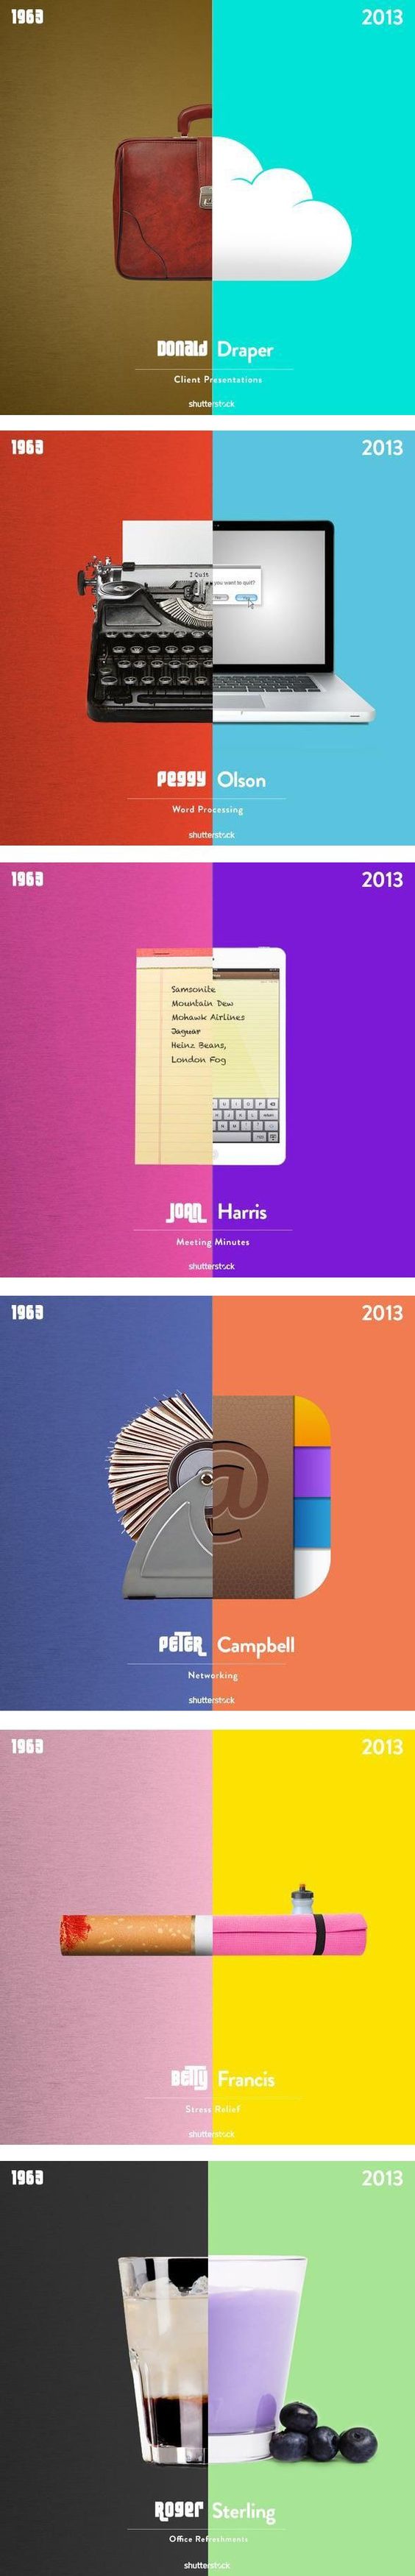 1963 2013
Donald Draper
Client Presentations
shutterstock
1963 2013
I Quit you want to quit?
Yes
Peggy Olson
Word Processing
shutterstock
1963 2013
Samsonite
Mountain Dew
Mohawk Airlines
Jaguar
Heinz Beans,
London Fog
Joan Harris
Meeting Minutes
shutterstock
1963 2013
@
Peter Campbell
Networking
shutterstock
1963 2013
Betty Francis
Stress Relief
shutterstock
1963 2013
Roger Sterling
Office Refreshments
shutterstock